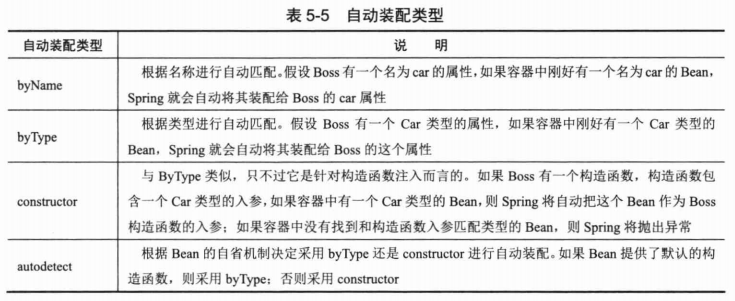 表 5-5 自动装配类型
自动装配类型 说 明
byName
根据名称进行自动匹配。假设 Boss 有一个名为 car 的属性，如果容器中刚好有一个名为 car 的 Bean，
Spring 就会自动将其装配给 Boss 的 car 属性
byType
根据类型进行自动匹配。假设 Boss 有一个 Car 类型的属性，如果容器中刚好有一个 Car 类型的
Bean，Spring 就会自动将其装配给 Boss 的这个属性
constructor
与 ByType 类似，只不过它是针对构造函数注入而言的。如果 Boss 有一个构造函数，构造函数包
含一个 Car 类型的入参，如果容器中有一个 Car 类型的 Bean，则 Spring 将自动把这个 Bean 作为 Boss
构造函数的入参；如果容器中没有找到和构造函数入参匹配类型的 Bean，则 Spring 将抛出异常
autodetect
根据 Bean 的自省机制决定采用 byType 还是 constructor 进行自动装配。如果 Bean 提供了默认的构
造函数，则采用 byType；否则采用 constructor